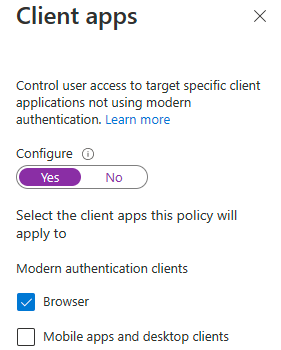 Client apps
Control user access to target specific client
applications not using modern
authentication. Learn more
Configure
Yes No
Select the client apps this policy will
apply to
Modern authentication clients
Browser
Mobile apps and desktop clients